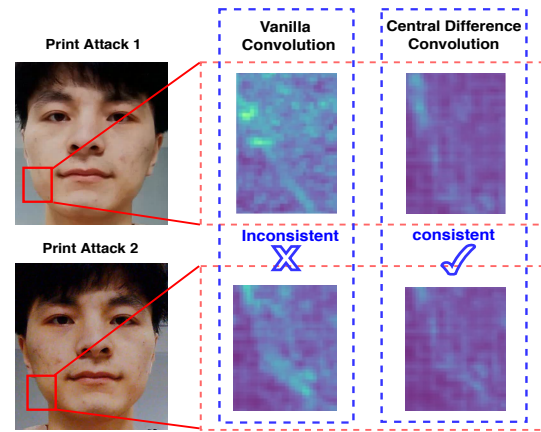 Vanilla
Convolution
Central Difference
Convolution
Print Attack 1
Inconsistent
consistent
Print Attack 2